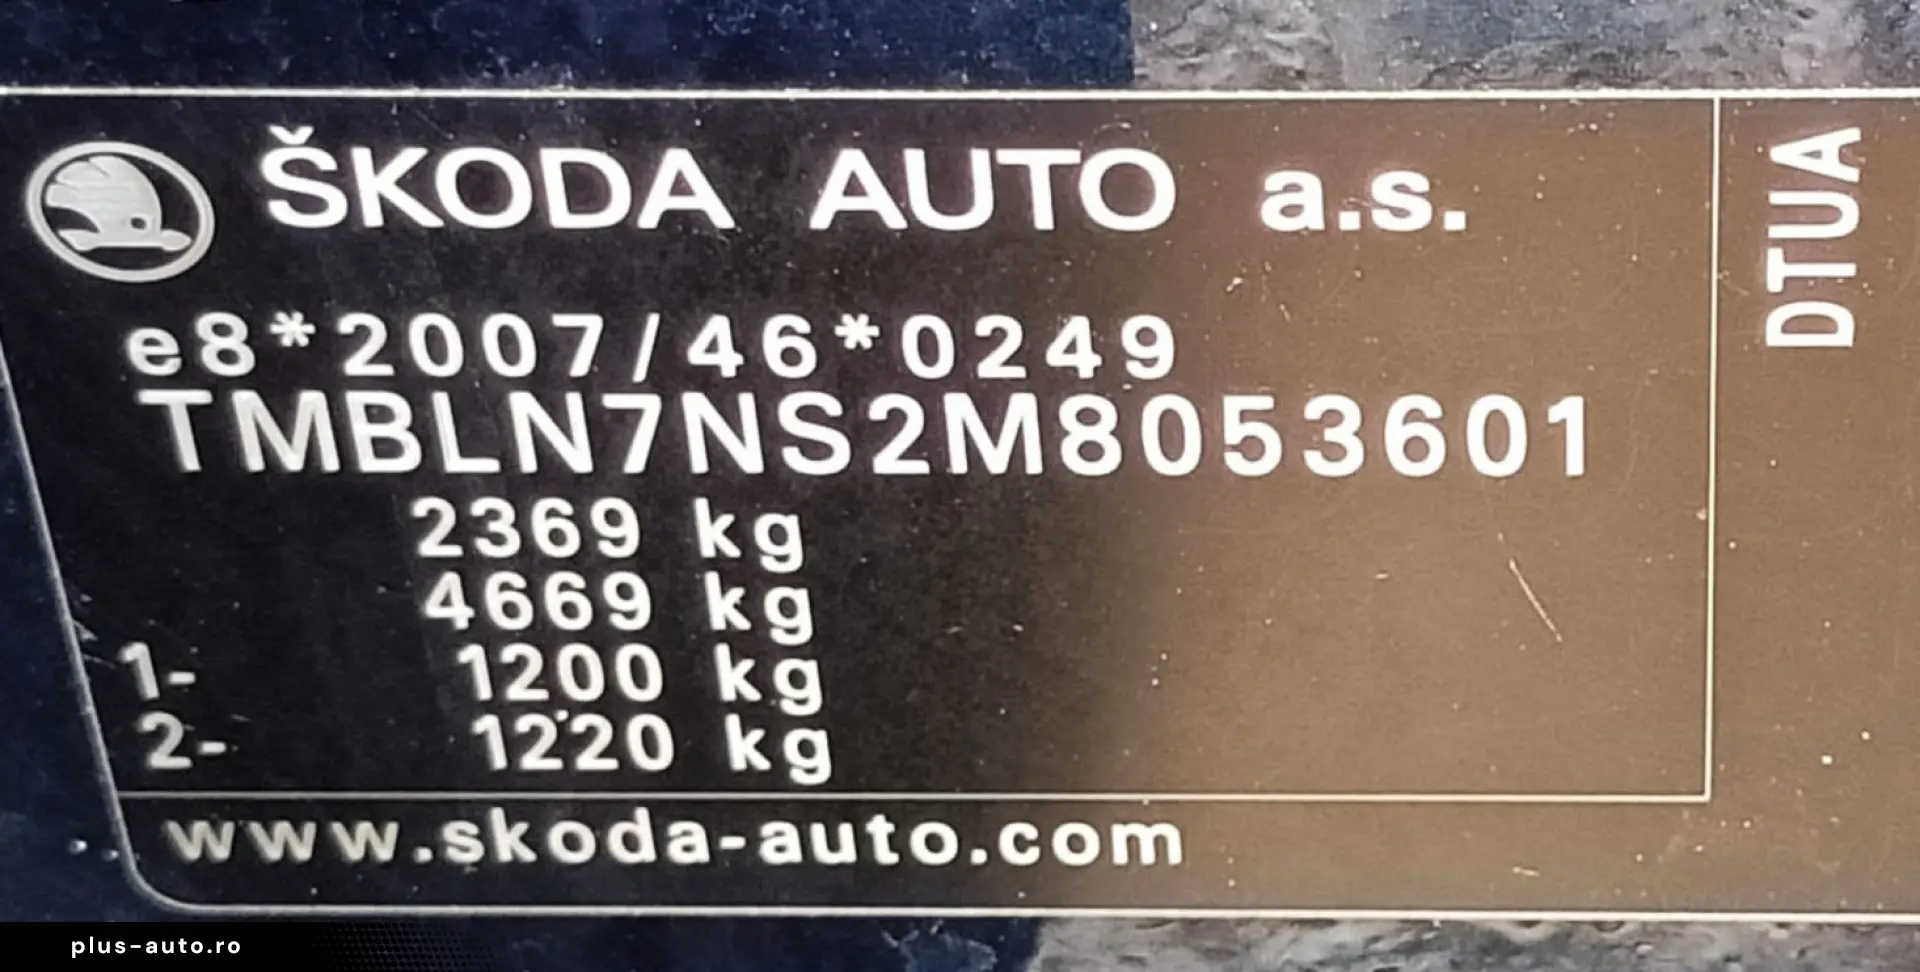 ŠKODA AUTO a.s.
e8*2007/46*0249
TMBLN7NS2M8053601
2369 kg
4669 kg
1- 1200 kg
2- 1220 kg
www.skoda-auto.com
DTUA
plus-auto.ro